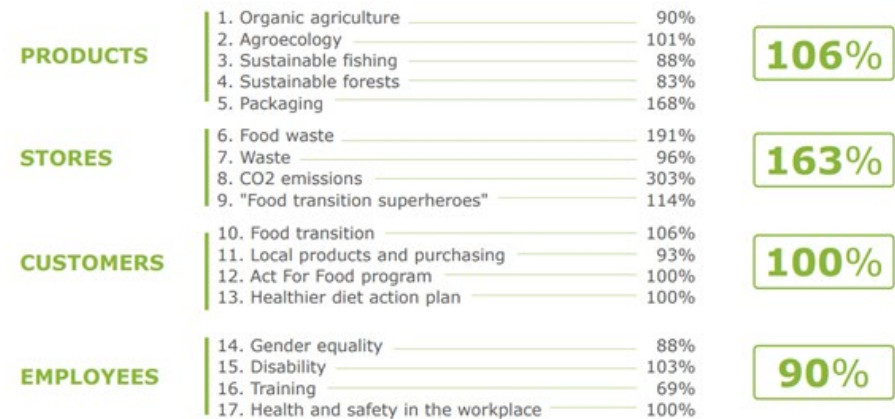 PRODUCTS
1. Organic agriculture 90%
2. Agroecology 101%
3. Sustainable fishing 88%
4. Sustainable forests 83%
5. Packaging 168%
106%
STORES
6. Food waste 191%
7. Waste 96%
8. CO2 emissions 303%
9. "Food transition superheroes" 114%
163%
CUSTOMERS
10. Food transition 106%
11. Local products and purchasing 93%
12. Act For Food program 100%
13. Healthier diet action plan 100%
100%
EMPLOYEES
14. Gender equality 88%
15. Disability 103%
16. Training 69%
17. Health and safety in the workplace 100%
90%